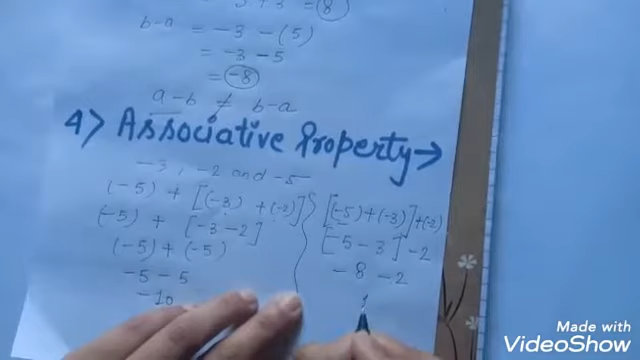 = 8
b-a = -3 - (5)
= -3 - 5
= -8
a-b ≠ b-a
4> Associative Property→
-3, -2 and -5
(-5) + [(-3) + (-2)]
(-5) + [-3 - 2]
(-5) + (-5)
-5 - 5
-10
[(-5) + (-3)] + (-2)
[-5 - 3] - 2
-8 - 2
Made with
VideoShow